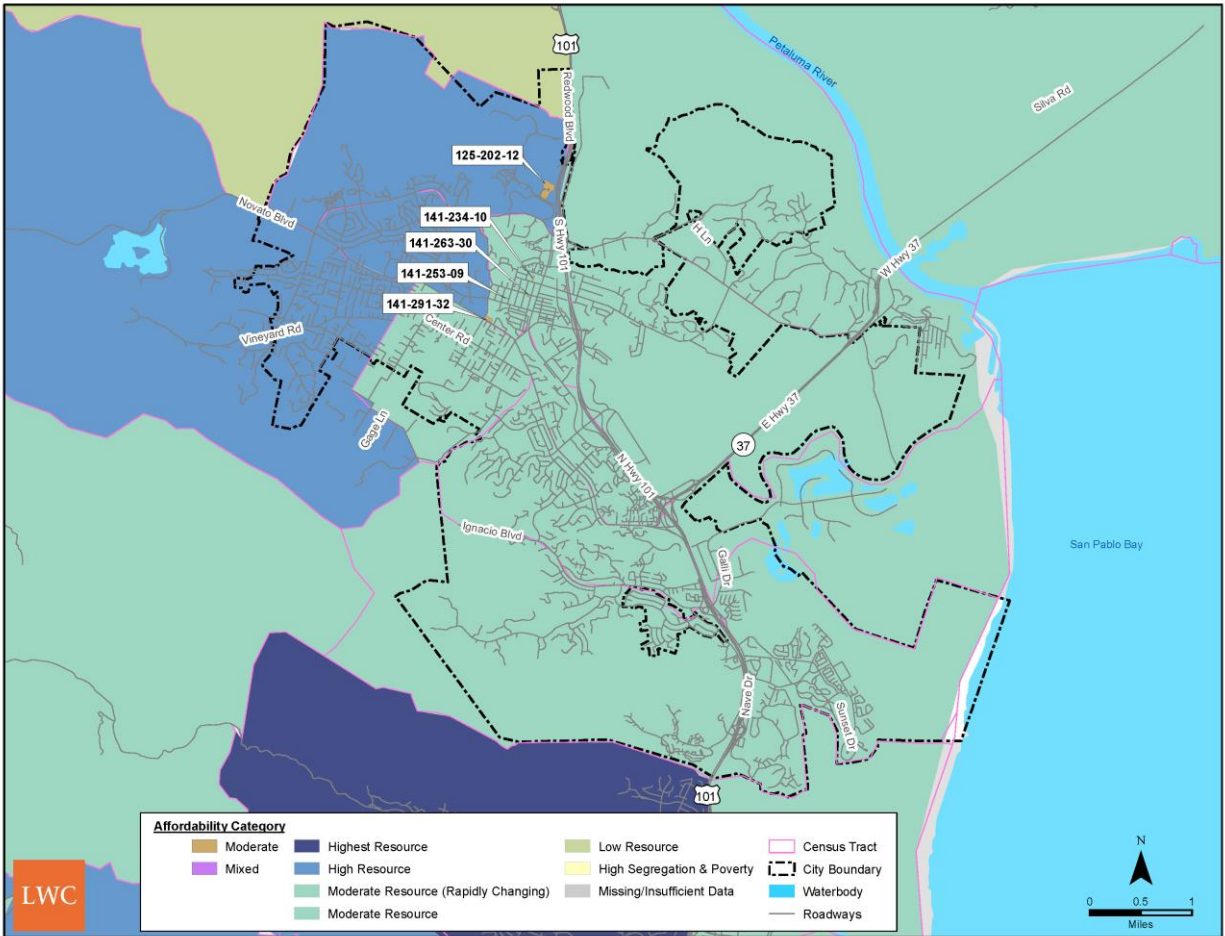 101
Redwood Blvd
Petaluma River
Silva Rd
125-202-12
Novato Blvd
141-234-10
S Hwy 101
H Ln
141-263-30
141-253-09
W Hwy 37
141-291-32
Center Rd
Vineyard Rd
Gage Ln
E Hwy 37
37
N Hwy 101
Ignacio Blvd
San Pablo Bay
Galli Dr
Nave Dr
Sunset Dr
101
Affordability Category
Moderate
Mixed
Highest Resource
High Resource
Moderate Resource (Rapidly Changing)
Moderate Resource
Low Resource
High Segregation & Poverty
Missing/Insufficient Data
Census Tract
City Boundary
Waterbody
Roadways
LWC
N
0 0.5 1
Miles